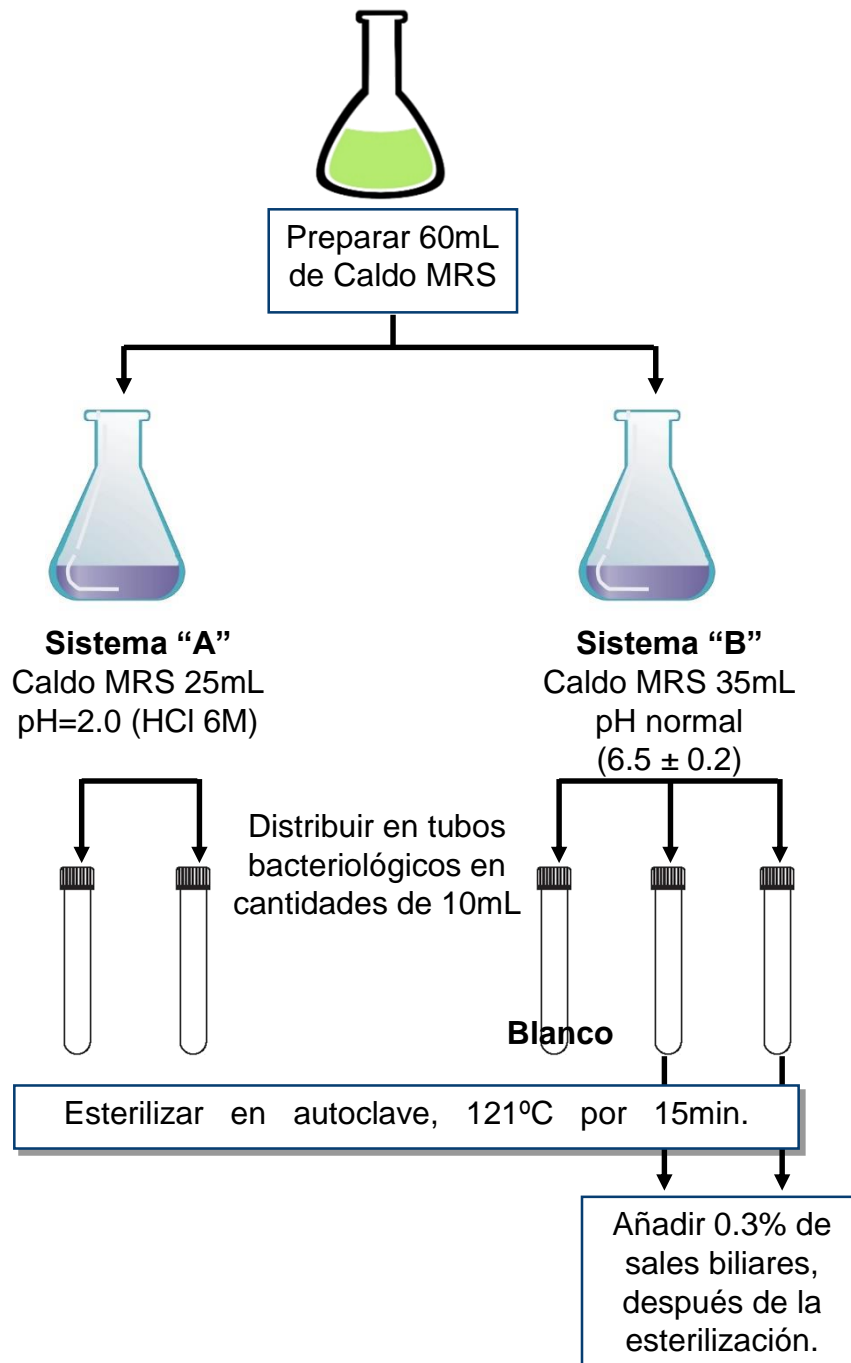 Preparar 60mL
de Caldo MRS
Sistema “A”
Caldo MRS 25mL
pH=2.0 (HCl 6M)
Sistema “B”
Caldo MRS 35mL
pH normal
(6.5 ± 0.2)
Distribuir en tubos
bacteriológicos en
cantidades de 10mL
Blanco
Esterilizar en autoclave, 121ºC por 15min.
Añadir 0.3% de
sales biliares,
después de la
esterilización.